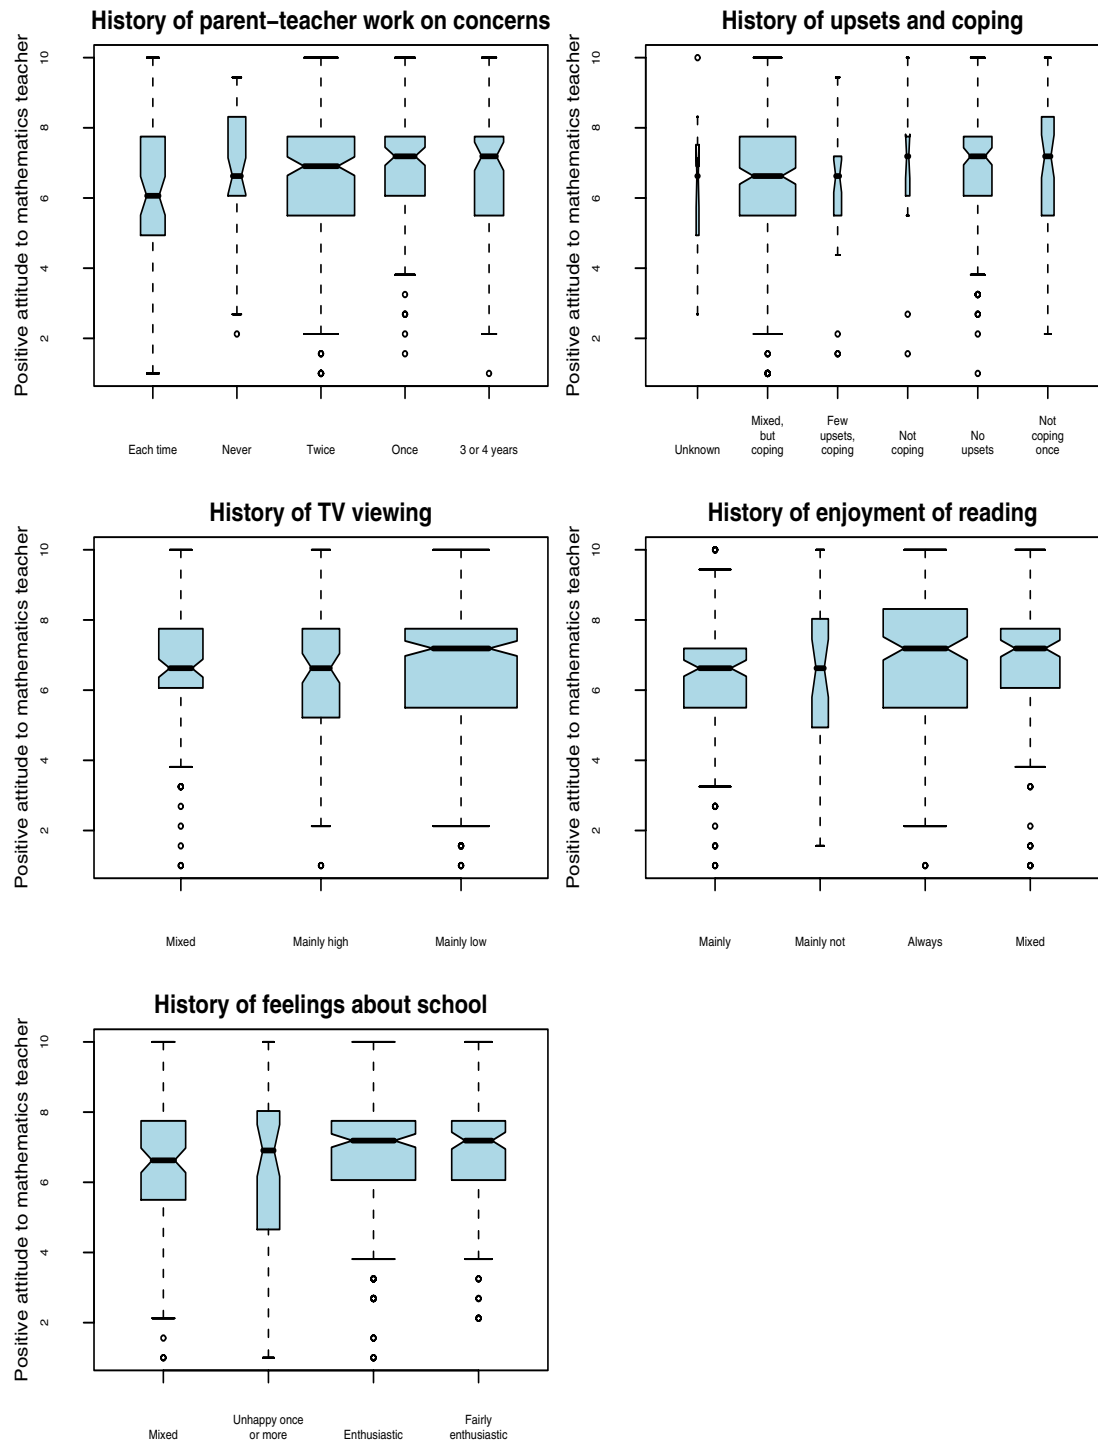 History of parent–teacher work on concerns
Positive attitude to mathematics teacher
2
4
6
8
10
Each time
Never
Twice
Once
3 or 4 years
History of upsets and coping
Positive attitude to mathematics teacher
2
4
6
8
10
Unknown
Mixed,
but
coping
Few
upsets,
coping
Not
coping
No
upsets
Not
coping
once
History of TV viewing
Positive attitude to mathematics teacher
2
4
6
8
10
Mixed
Mainly high
Mainly low
History of enjoyment of reading
Positive attitude to mathematics teacher
2
4
6
8
10
Mainly
Mainly not
Always
Mixed
History of feelings about school
Positive attitude to mathematics teacher
2
4
6
8
10
Mixed
Unhappy once
or more
Enthusiastic
Fairly
enthusiastic